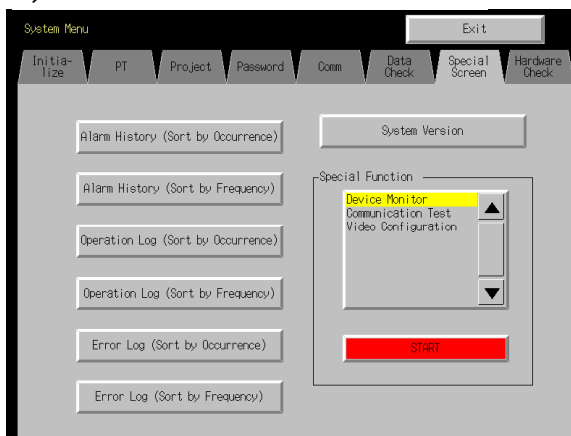 System Menu
Exit
Initia-
lize
PT
Project
Password
Comm
Data
Check
Special
Screen
Hardware
Check
Alarm History (Sort by Occurrence)
System Version
Alarm History (Sort by Frequency)
Special Function
Device Monitor
Communication Test
Video Configuration
Operation Log (Sort by Occurrence)
Operation Log (Sort by Frequency)
Error Log (Sort by Occurrence)
START
Error Log (Sort by Frequency)